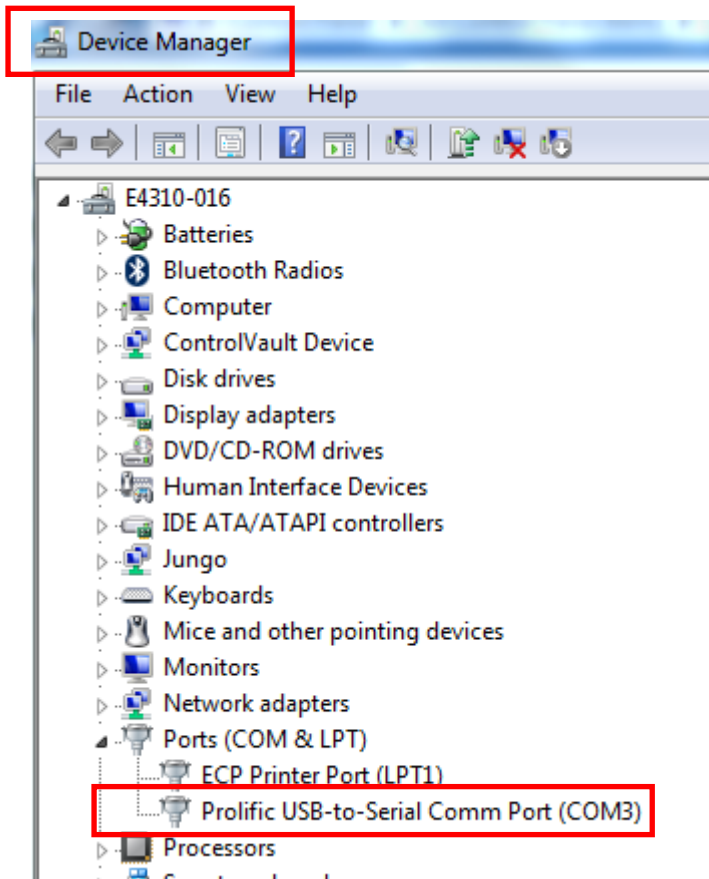 Device Manager
File Action View Help
E4310-016
Batteries
Bluetooth Radios
Computer
ControlVault Device
Disk drives
Display adapters
DVD/CD-ROM drives
Human Interface Devices
IDE ATA/ATAPI controllers
Jungo
Keyboards
Mice and other pointing devices
Monitors
Network adapters
Ports (COM & LPT)
ECP Printer Port (LPT1)
Prolific USB-to-Serial Comm Port (COM3)
Processors